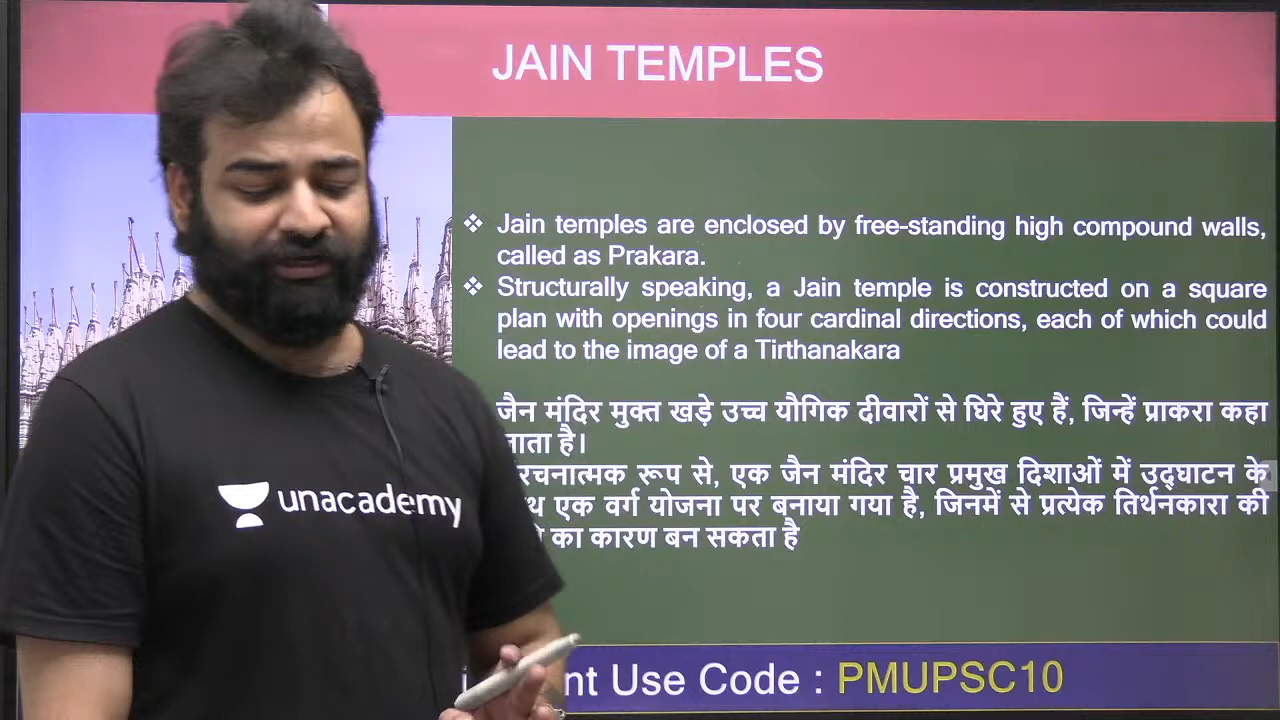 JAIN TEMPLES
❖ Jain temples are enclosed by free-standing high compound walls,
called as Prakara.
❖ Structurally speaking, a Jain temple is constructed on a square
plan with openings in four cardinal directions, each of which could
lead to the image of a Tirthanakara
जैन मंदिर मुक्त खड़े उच्च यौगिक दीवारों से घिरे हुए हैं, जिन्हें प्राकरा कहा
है।
रूप से, एक जैन मंदिर चार प्रमुख दिशाओं में उद्घाटन के
एक वर्ग योजना पर बनाया गया है, जिनमें से प्रत्येक तिर्थनकारा की
का कारण बन सकता है
unacademy
Use Code : PMUPSC10